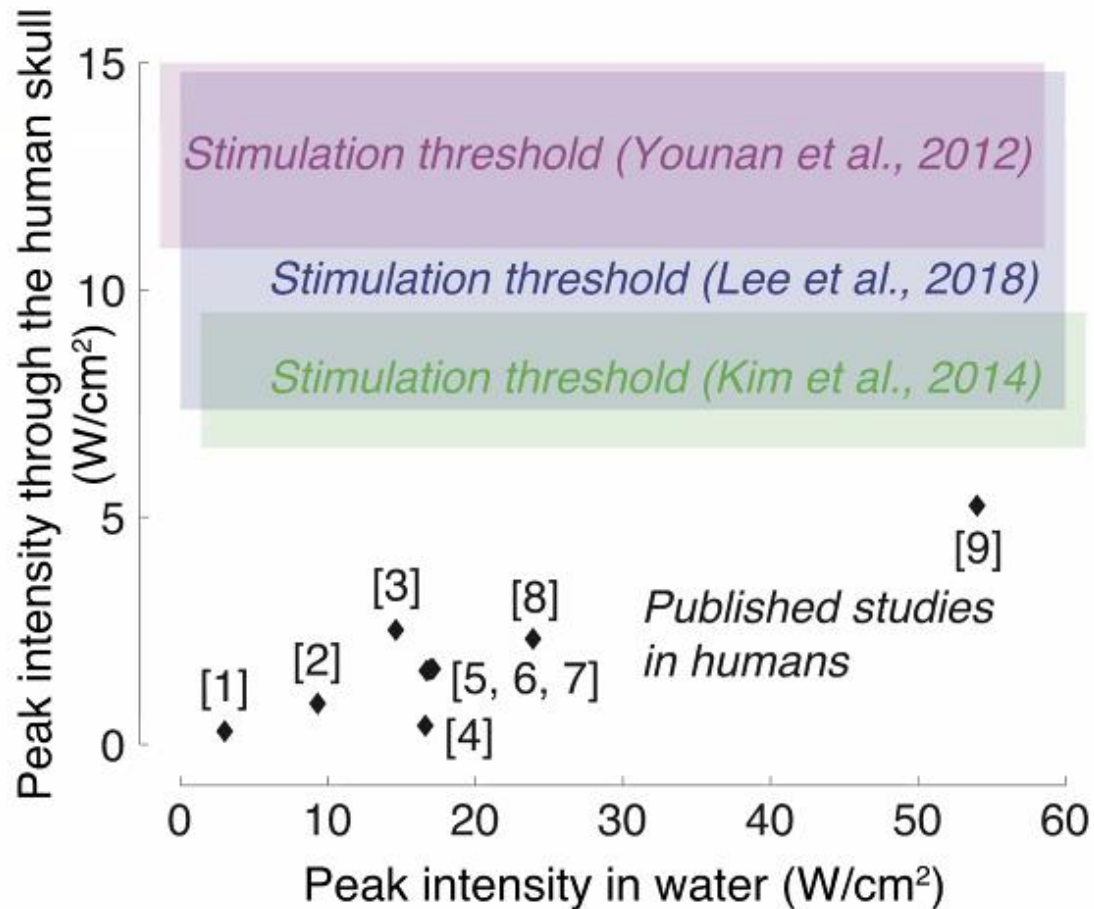 Peak intensity through the human skull
(W/cm²)
15
10
5
0
Stimulation threshold (Younan et al., 2012)
Stimulation threshold (Lee et al., 2018)
Stimulation threshold (Kim et al., 2014)
[1]
[2]
[3]
[4]
[5, 6, 7]
[8]
[9]
Published studies
in humans
0 10 20 30 40 50 60
Peak intensity in water (W/cm²)